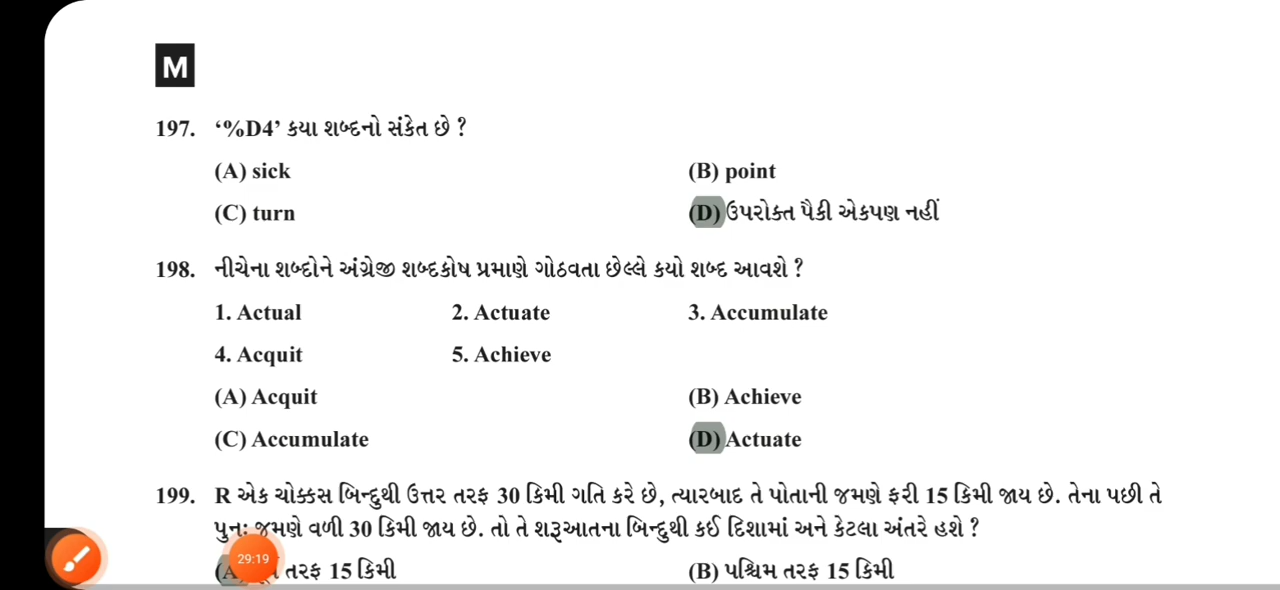 M
197. ‘%D4’ કયા શબ્દનો સંકેત છે ?
(A) sick (B) point
(C) turn (D) ઉપરોક્ત પૈકી એકપણ નહીં
198. નીચેના શબ્દોને અંગ્રેજી શબ્દકોષ પ્રમાણે ગોઠવતા છેલ્લે કયો શબ્દ આવશે ?
1. Actual 2. Actuate 3. Accumulate
4. Acquit 5. Achieve
(A) Acquit (B) Achieve
(C) Accumulate (D) Actuate
199. R એક ચોક્કસ બિન્દુથી ઉત્તર તરફ 30 કિમી ગતિ કરે છે, ત્યારબાદ તે પોતાની જમણે ફરી 15 કિમી જાય છે. તેના પછી તે
પુનઃ જમણે વળી 30 કિમી જાય છે. તો તે શરૂઆતના બિન્દુથી કઈ દિશામાં અને કેટલા અંતરે હશે ?
29:19
(A) તરફ 15 કિમી (B) પશ્ચિમ તરફ 15 કિમી